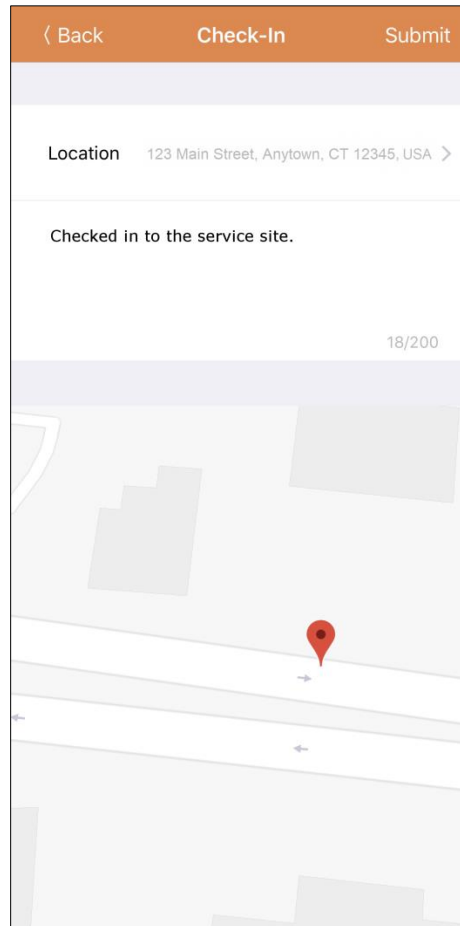 〈 Back Check-In Submit
Location 123 Main Street, Anytown, CT 12345, USA >
Checked in to the service site.
18/200